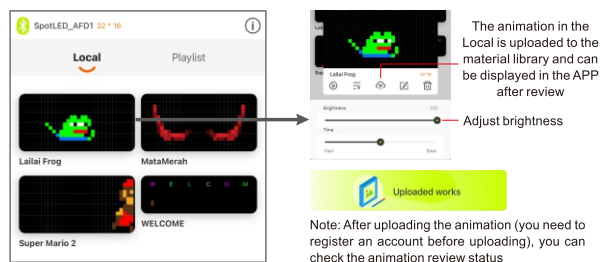 SpotLED_AFD1 32 * 16
Local
Playlist
Lailai Frog
MataMerah
W E L C O M
E
Super Mario 2
WELCOME
Lailai Frog
32*16
Brightness
100
Time
Fast
Slow
The animation in the
Local is uploaded to the
material library and can
be displayed in the APP
after review
Adjust brightness
Uploaded works
Note: After uploading the animation (you need to
register an account before uploading), you can
check the animation review status